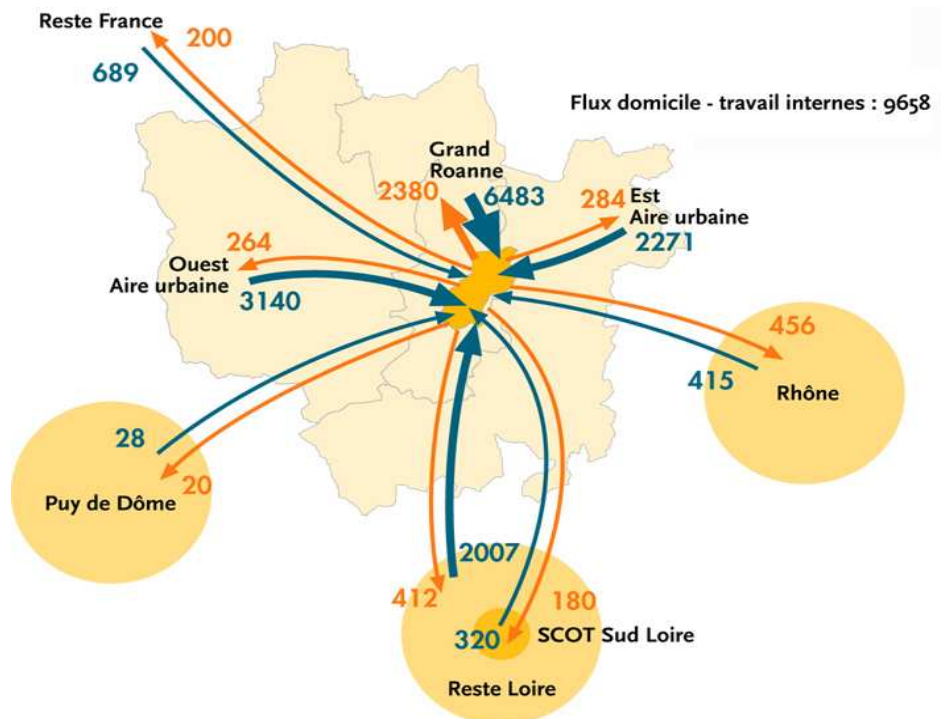 Reste France
200
689
Flux domicile - travail internes : 9658
Grand
Roanne
2380
6483
284
Est
Aire urbaine
2271
264
Ouest
Aire urbaine
3140
456
415
Rhône
28
20
Puy de Dôme
2007
412
180
320
SCOT Sud Loire
Reste Loire